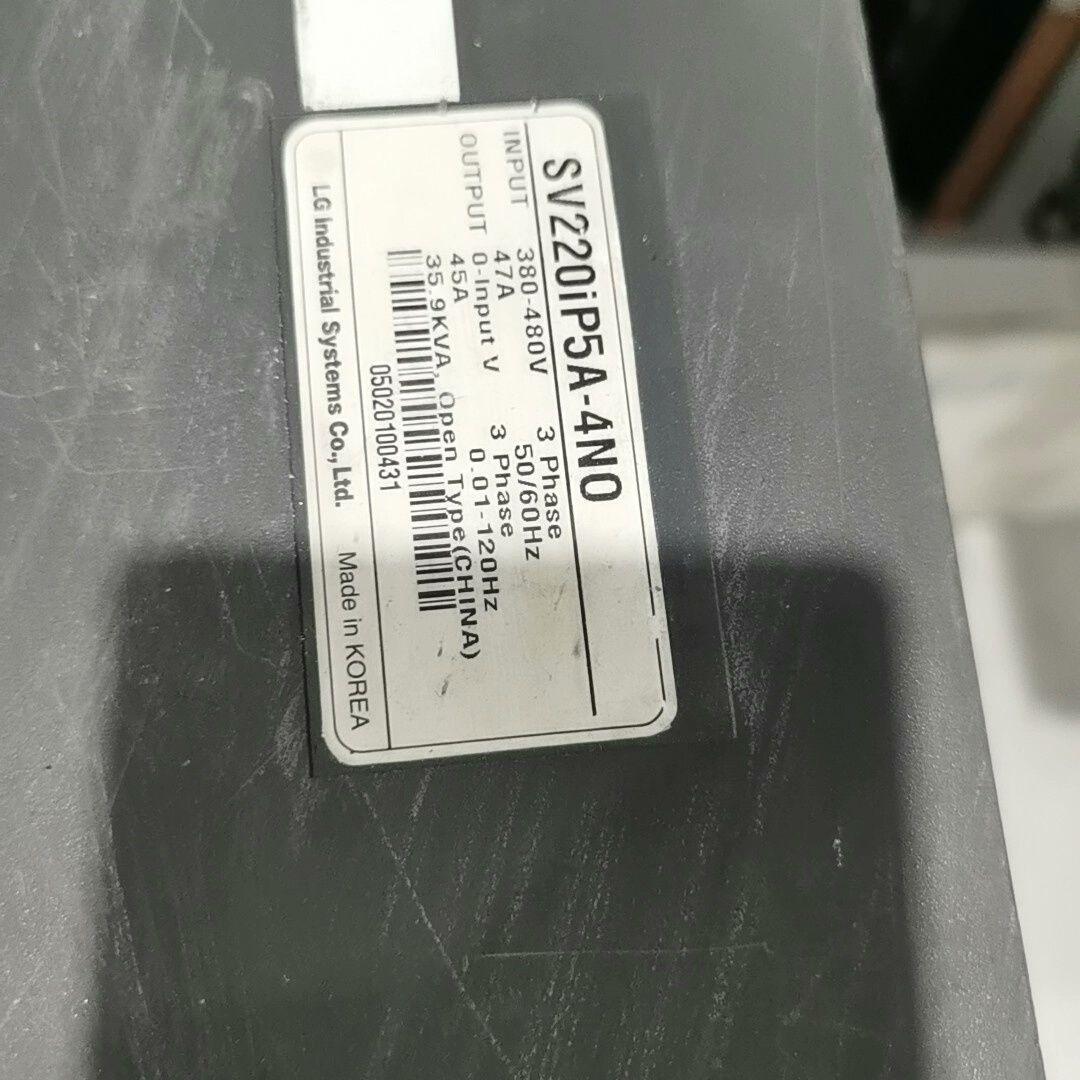 SV220iP5A-4N0
INPUT 380-480V 3 Phase
47A 50/60Hz
OUTPUT 0-Input V 3 Phase
45A 0.01-120Hz
35.9KVA, Open Type(CHINA)
05020100431
LG Industrial Systems Co., Ltd. Made in KOREA